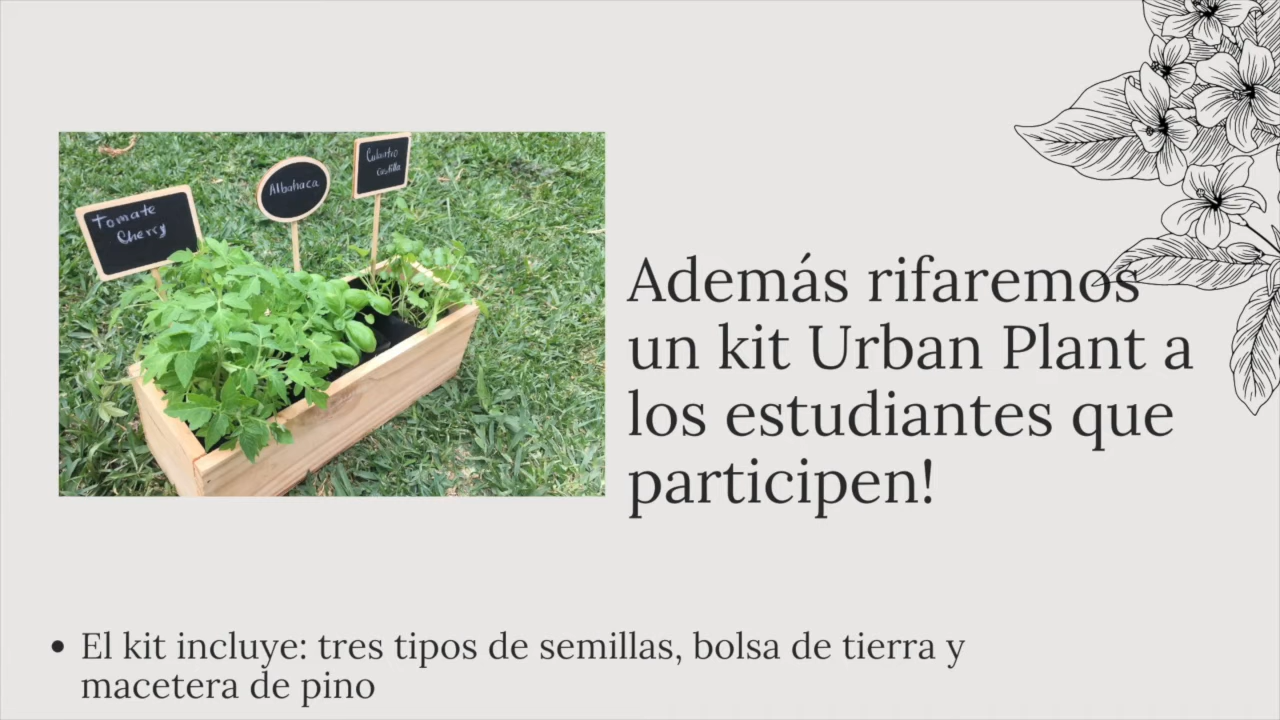 Tomate
Cherry
Albahaca
Culantro
Además rifaremos
un kit Urban Plant a
los estudiantes que
participen!
• El kit incluye: tres tipos de semillas, bolsa de tierra y
macetera de pino